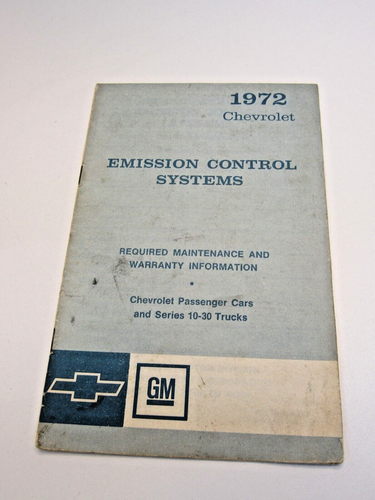 1972
Chevrolet
EMISSION CONTROL
SYSTEMS
REQUIRED MAINTENANCE AND
WARRANTY INFORMATION
•
Chevrolet Passenger Cars
and Series 10-30 Trucks
GM